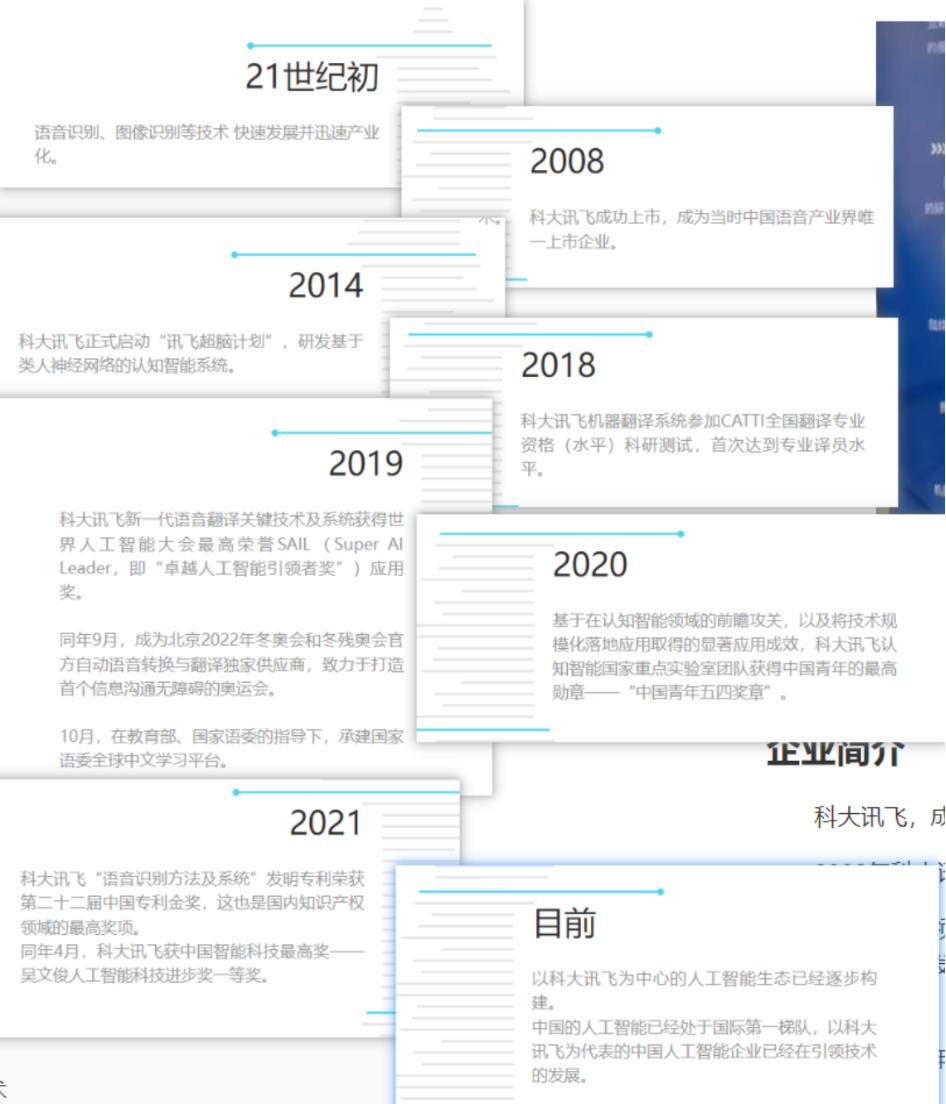 21世纪初
语音识别、图像识别等技术 快速发展并迅速产业
化。
2008
科大讯飞成功上市，成为当时中国语音产业界唯
一上市企业。
2014
科大讯飞正式启动“讯飞超脑计划”，研发基于
类人神经网络的认知智能系统。
2018
科大讯飞机器翻译系统参加CATTI全国翻译专业
资格（水平）科研测试，首次达到专业译员水
平。
2019
科大讯飞新一代语音翻译关键技术及系统获得世
界人工智能大会最高荣誉SAIL（Super AI
Leader，即“卓越人工智能引领者奖”）应用
奖。
同年9月，成为北京2022年冬奥会和冬残奥会官
方自动语音转换与翻译独家供应商，致力于打造
首个信息沟通无障碍的奥运会。
10月，在教育部、国家语委的指导下，承建国家
语委全球中文学习平台。
2020
基于在认知智能领域的前瞻攻关，以及将技术规
模化落地应用取得的显著应用成效，科大讯飞认
知智能国家重点实验室团队获得中国青年的最高
勋章——“中国青年五四奖章”。
企业简介
科大讯飞，成
2021
科大讯飞“语音识别方法及系统”发明专利荣获
第二十二届中国专利金奖，这也是国内知识产权
领域的最高奖项。
同年4月，科大讯飞获中国智能科技最高奖——
吴文俊人工智能科技进步奖一等奖。
目前
以科大讯飞为中心的人工智能生态已经逐步构
建。
中国的人工智能已经处于国际第一梯队，以科大
讯飞为代表的中国人工智能企业已经在引领技术
的发展。